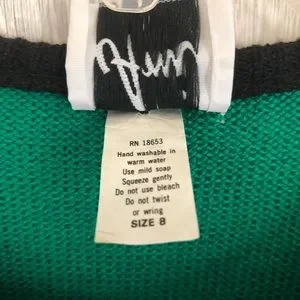 RN 18653
Hand washable in
warm water
Use mild soap
Squeeze gently
Do not use bleach
Do not twist
or wring
SIZE 8